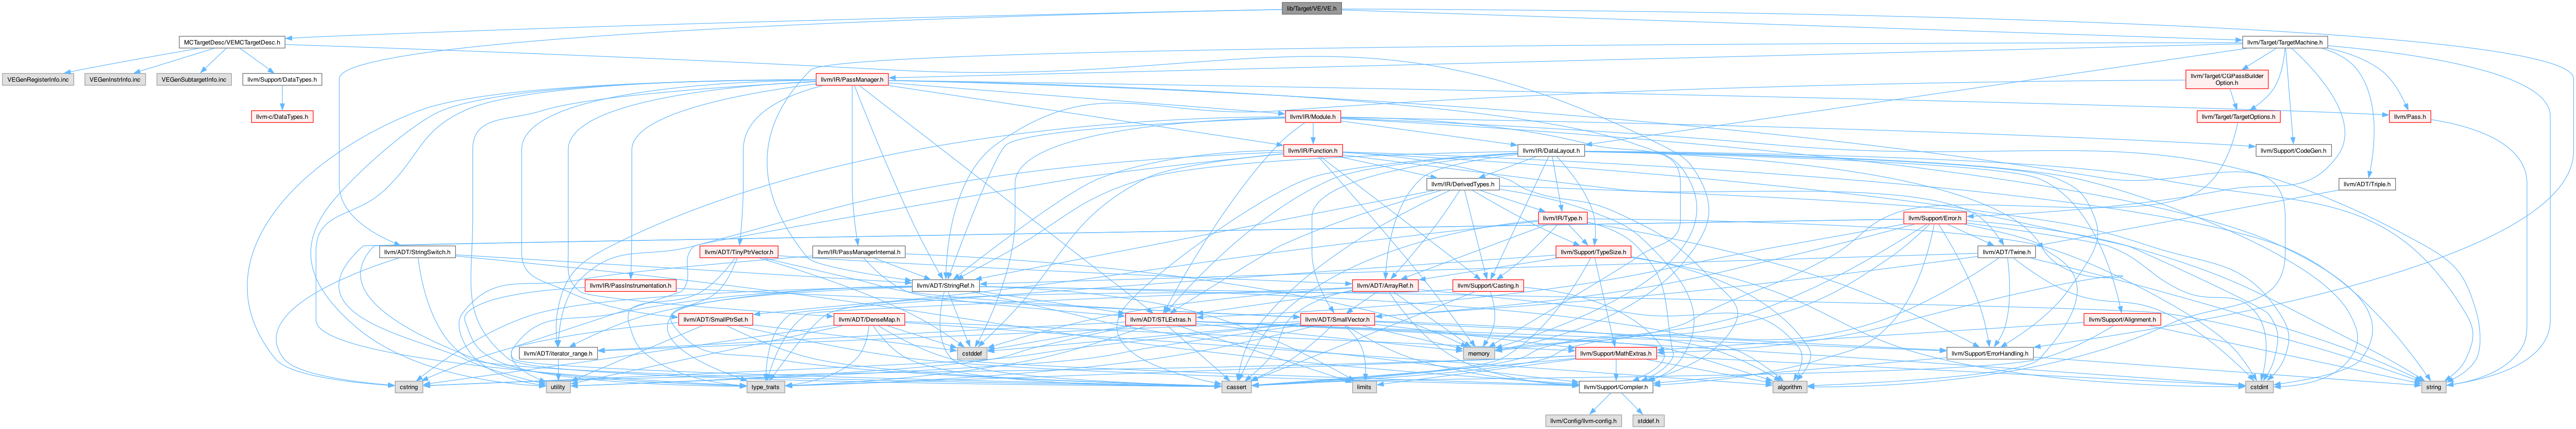 lib/Target/VE/VE.h
MCTargetDesc/VEMCTargetDesc.h
llvm/Target/TargetMachine.h
VEGenRegisterInfo.inc
VEGenInstrInfo.inc
VEGenSubtargetInfo.inc
llvm/Support/DataTypes.h
llvm/IR/PassManager.h
llvm/Target/CGPassBuilder
Option.h
llvm-c/DataTypes.h
llvm/IR/Module.h
llvm/Target/TargetOptions.h
llvm/Pass.h
llvm/IR/Function.h
llvm/IR/DataLayout.h
llvm/Support/CodeGen.h
llvm/IR/DerivedTypes.h
llvm/ADT/Triple.h
llvm/IR/Type.h
llvm/Support/Error.h
llvm/ADT/StringSwitch.h
llvm/ADT/TinyPtrVector.h
llvm/IR/PassManagerInternal.h
llvm/Support/TypeSize.h
llvm/ADT/Twine.h
llvm/IR/PassInstrumentation.h
llvm/ADT/StringRef.h
llvm/ADT/ArrayRef.h
llvm/Support/Casting.h
llvm/ADT/SmallPtrSet.h
llvm/ADT/DenseMap.h
llvm/ADT/STLExtras.h
llvm/ADT/SmallVector.h
llvm/Support/Alignment.h
llvm/ADT/iterator_range.h
cstddef
memory
llvm/Support/MathExtras.h
llvm/Support/ErrorHandling.h
cstring
utility
type_traits
cassert
limits
llvm/Support/Compiler.h
algorithm
cstdint
string
llvm/Config/llvm-config.h
stddef.h